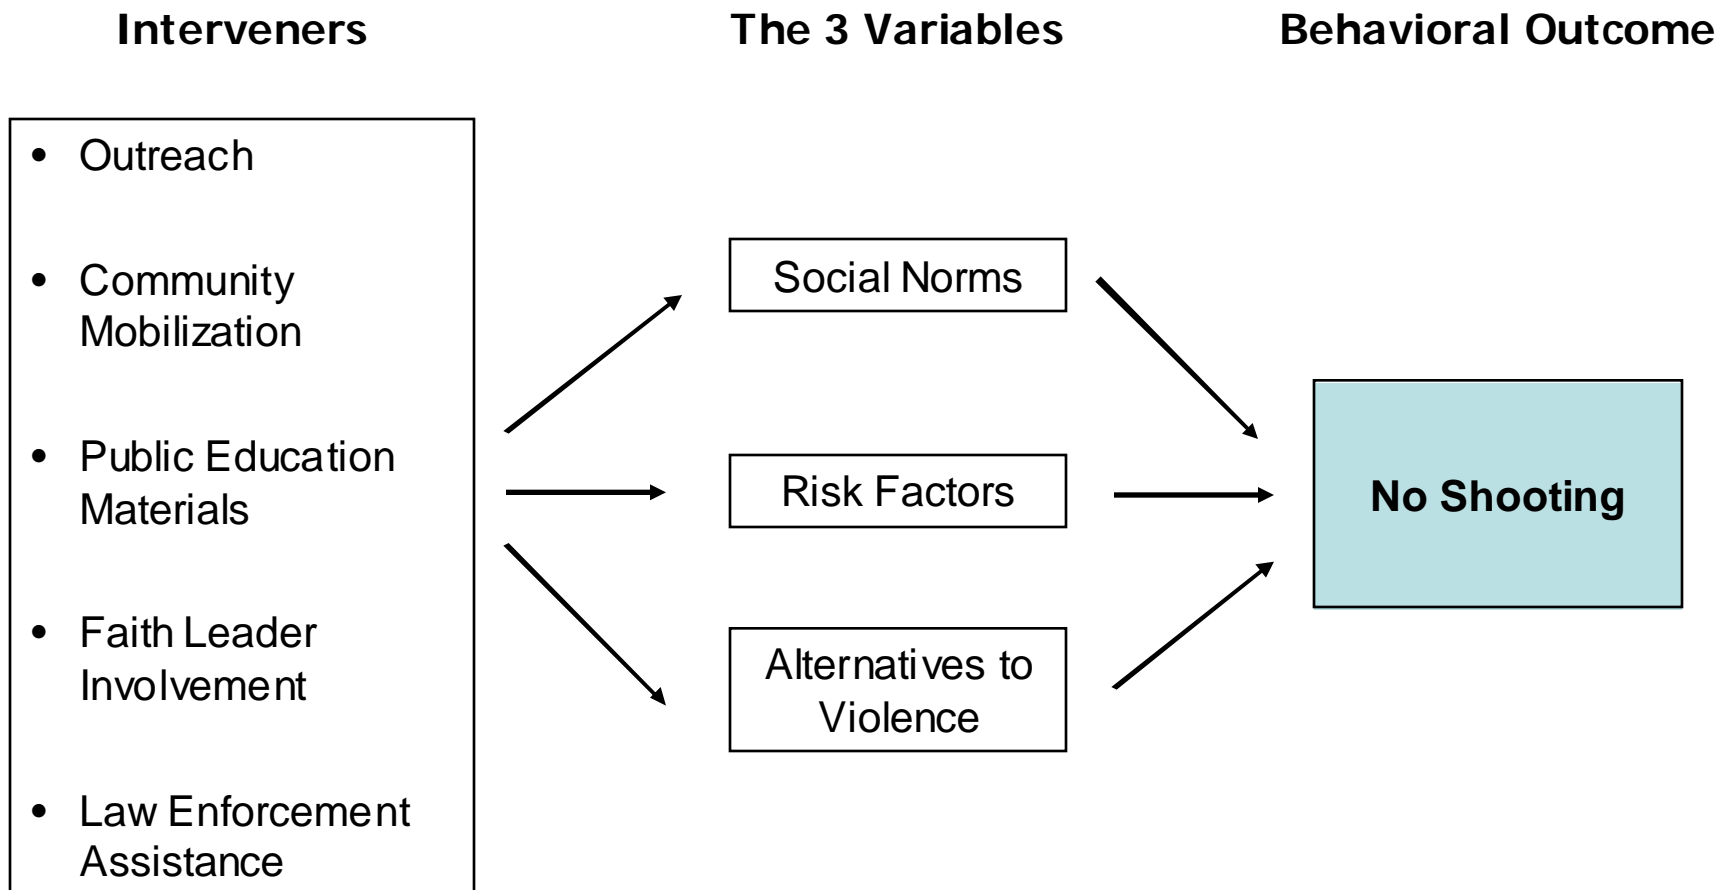 Interveners
The 3 Variables
Behavioral Outcome
• Outreach
• Community
Mobilization
• Public Education
Materials
• Faith Leader
Involvement
• Law Enforcement
Assistance
Social Norms
Risk Factors
Alternatives to
Violence
No Shooting